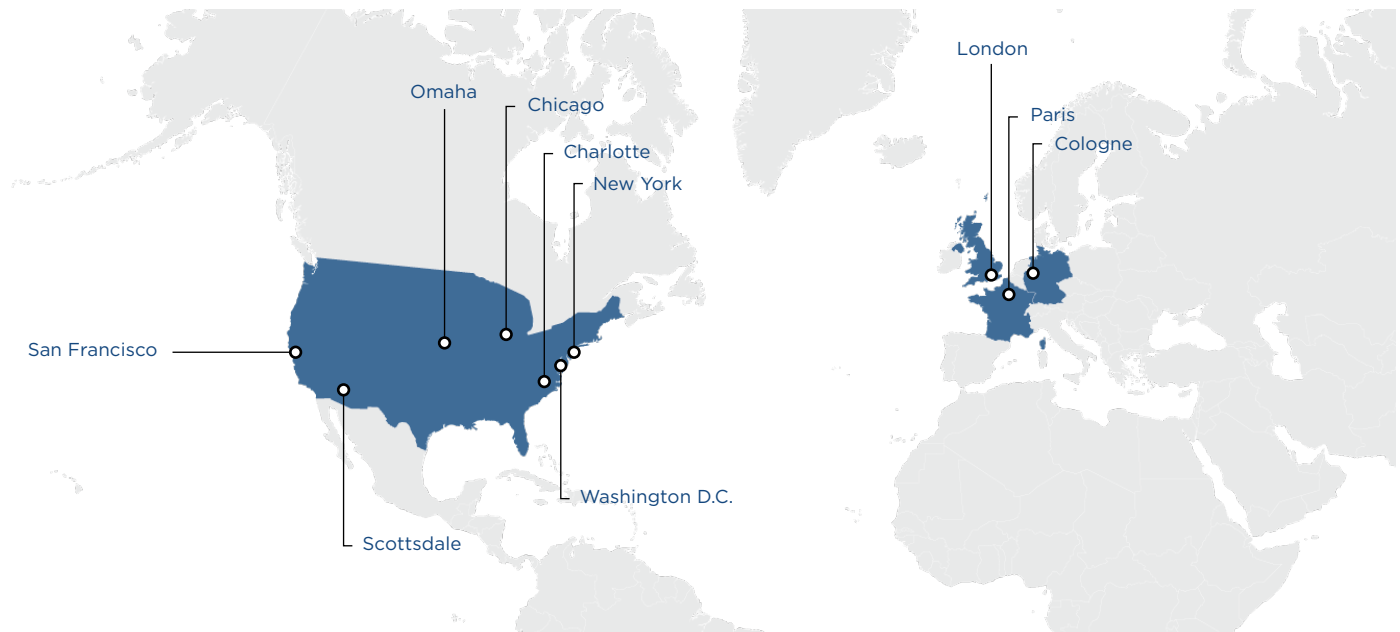 London
Omaha
Chicago
Paris
Cologne
Charlotte
New York
San Francisco
Washington D.C.
Scottsdale